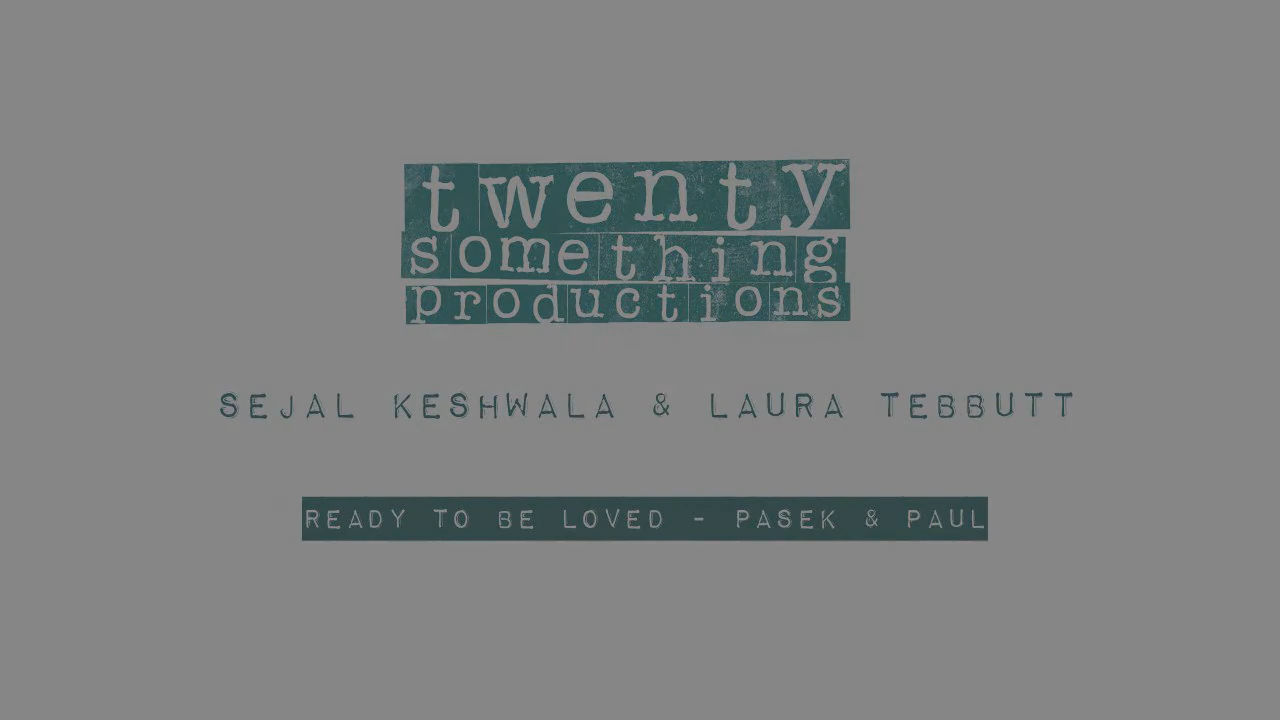 twenty
something
productions
SEJAL KESHWALA & LAURA TEBBUTT
READY TO BE LOVED - PASEK & PAUL